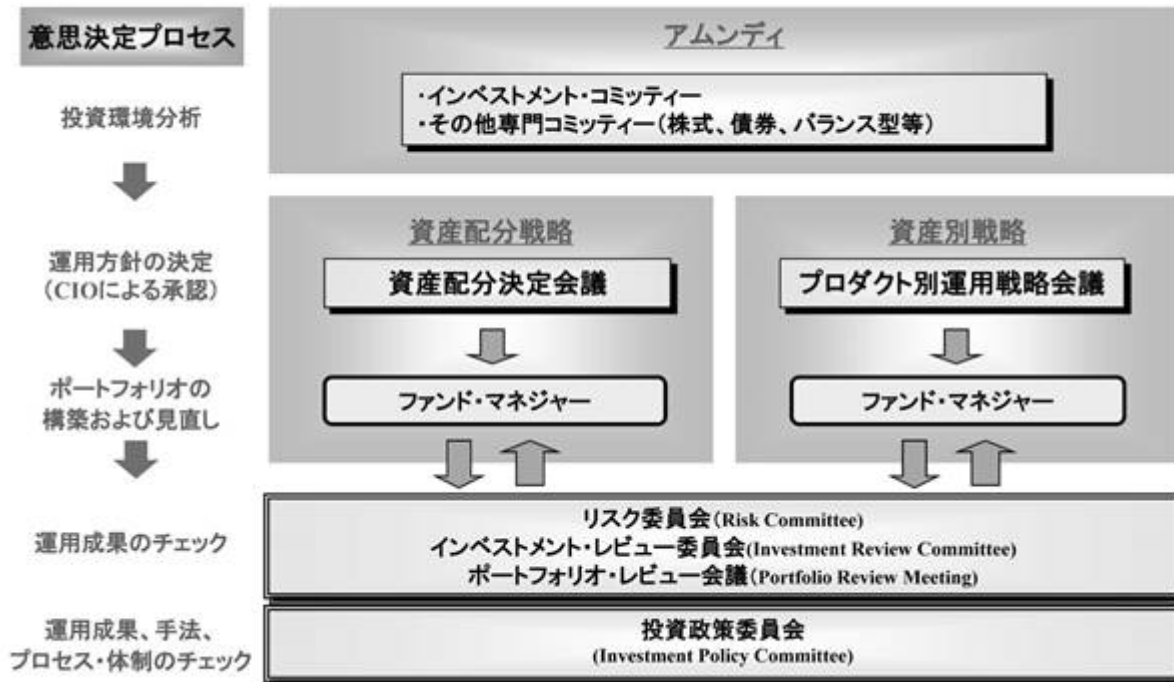 意思決定プロセス
アムンディ
投資環境分析
・インベストメント・コミッティー
・その他専門コミッティー（株式、債券、バランス型等）
運用方針の決定
（CIOによる承認）
資産配分戦略
資産配分決定会議
ファンド・マネジャー
資産別戦略
プロダクト別運用戦略会議
ファンド・マネジャー
ポートフォリオの
構築および見直し
運用成果のチェック
リスク委員会（Risk Committee）
インベストメント・レビュー委員会（Investment Review Committee）
ポートフォリオ・レビュー会議（Portfolio Review Meeting）
運用成果、手法、
プロセス・体制のチェック
投資政策委員会
(Investment Policy Committee)